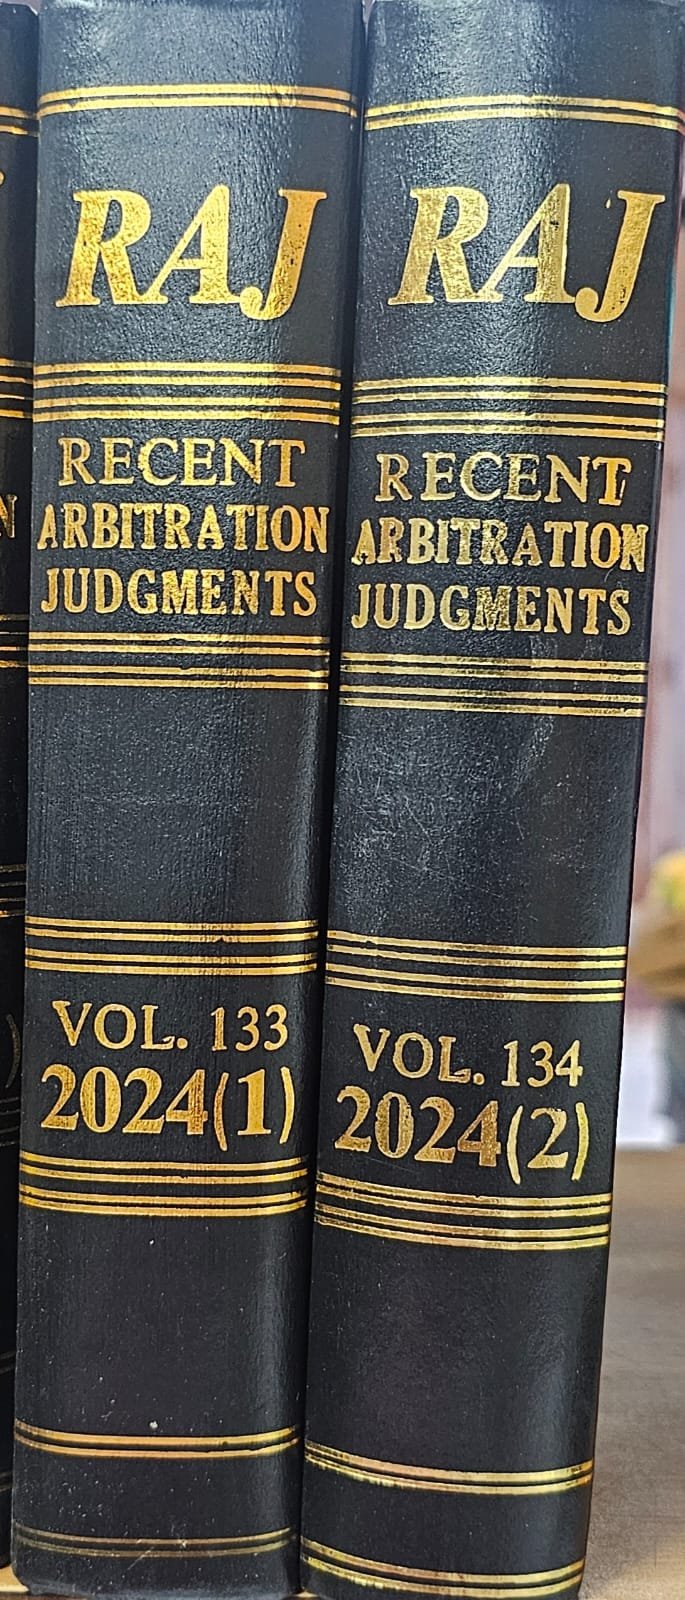 RAJ
RECENT
ARBITRATION
JUDGMENTS
VOL. 133
2024(1)
RAJ
RECENT
ARBITRATION
JUDGMENTS
VOL. 134
2024(2)